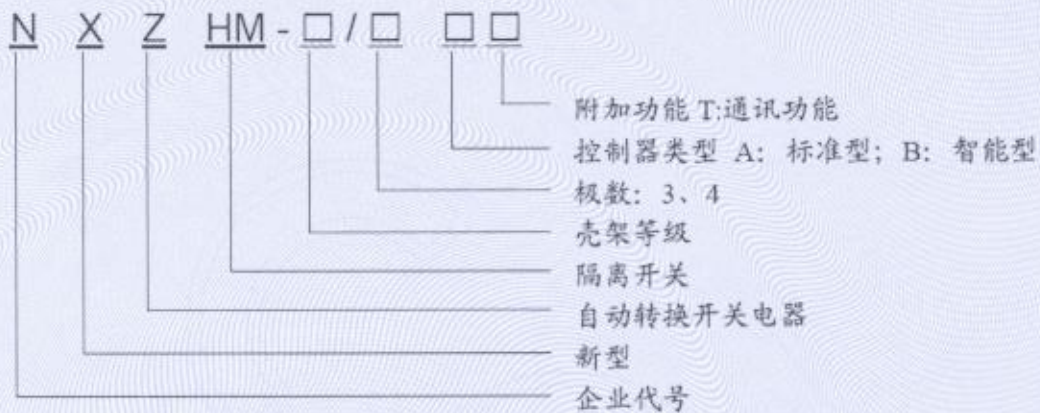 N X Z HM-□/□ □□
附加功能 T:通讯功能
控制器类型 A: 标准型; B: 智能型
极数: 3、4
壳架等级
隔离开关
自动转换开关电器
新型
企业代号